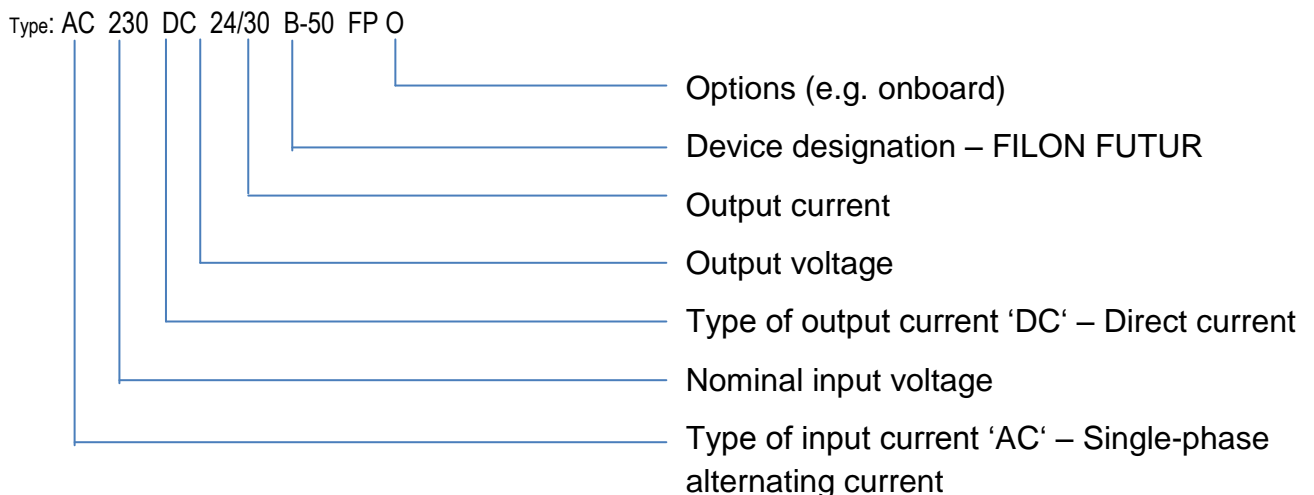 Type: AC 230 DC 24/30 B-50 FP O
Options (e.g. onboard)
Device designation – FILON FUTUR
Output current
Output voltage
Type of output current ‘DC‘ – Direct current
Nominal input voltage
Type of input current ‘AC‘ – Single-phase
alternating current